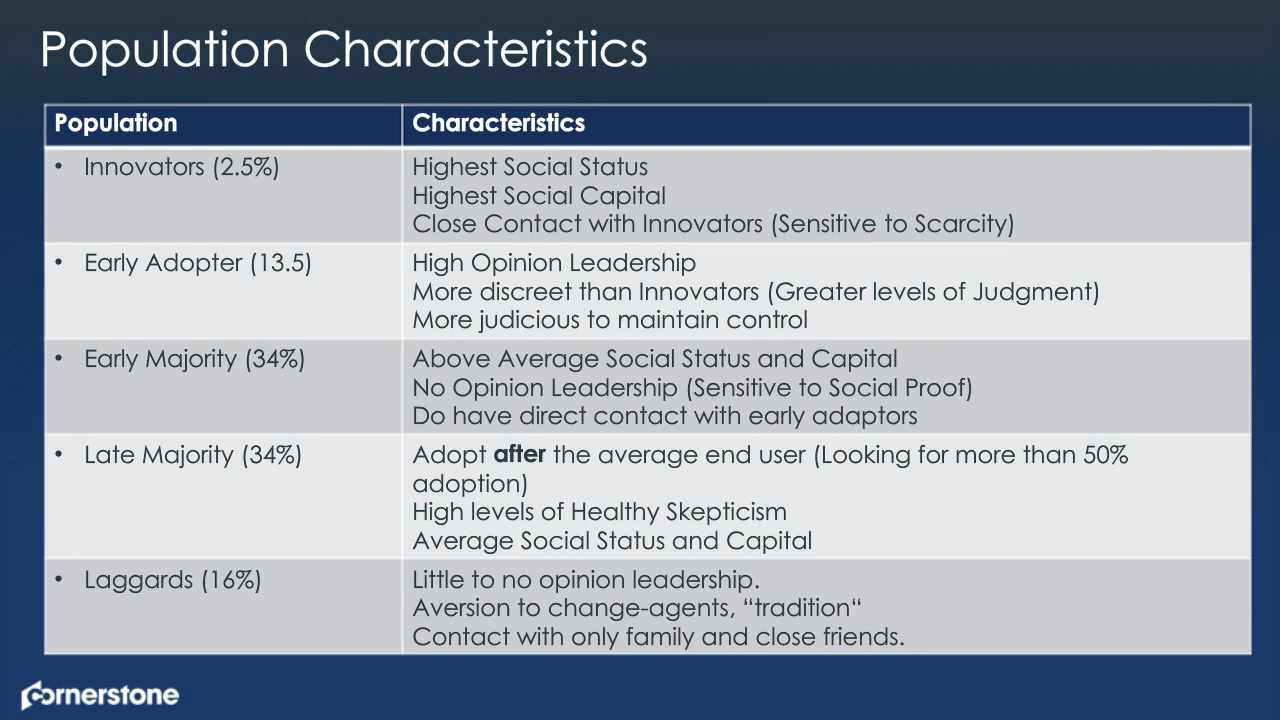 Population Characteristics
Population
Characteristics
• Innovators (2.5%)
Highest Social Status
Highest Social Capital
Close Contact with Innovators (Sensitive to Scarcity)
• Early Adopter (13.5)
High Opinion Leadership
More discreet than Innovators (Greater levels of Judgment)
More judicious to maintain control
• Early Majority (34%)
Above Average Social Status and Capital
No Opinion Leadership (Sensitive to Social Proof)
Do have direct contact with early adaptors
• Late Majority (34%)
Adopt after the average end user (Looking for more than 50%
adoption)
High levels of Healthy Skepticism
Average Social Status and Capital
• Laggards (16%)
Little to no opinion leadership.
Aversion to change-agents, “tradition“
Contact with only family and close friends.
Cornerstone